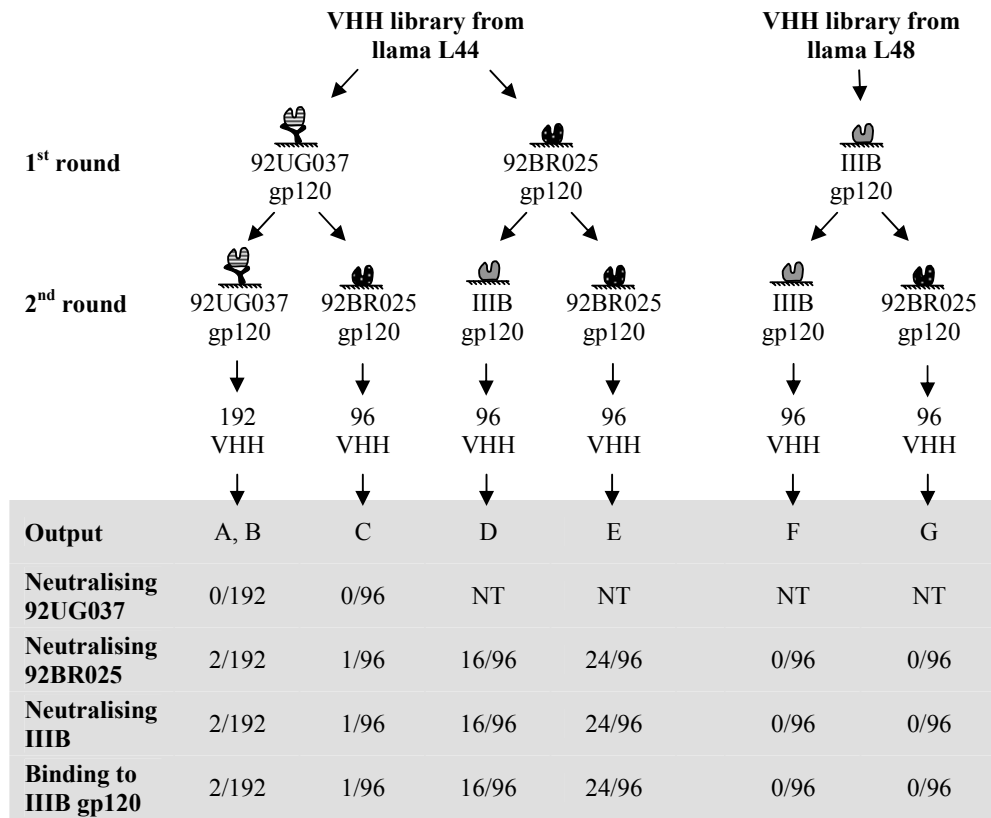 VHH library from llama L44
VHH library from llama L48
1st round
92UG037 gp120
92BR025 gp120
IIIB gp120
2nd round
92UG037 gp120
92BR025 gp120
IIIB gp120
92BR025 gp120
IIIB gp120
92BR025 gp120
192 VHH
96 VHH
96 VHH
96 VHH
96 VHH
96 VHH
Output A, B C D E F G
Neutralising 92UG037 0/192 0/96 NT NT NT NT
Neutralising 92BR025 2/192 1/96 16/96 24/96 0/96 0/96
Neutralising IIIB 2/192 1/96 16/96 24/96 0/96 0/96
Binding to IIIB gp120 2/192 1/96 16/96 24/96 0/96 0/96